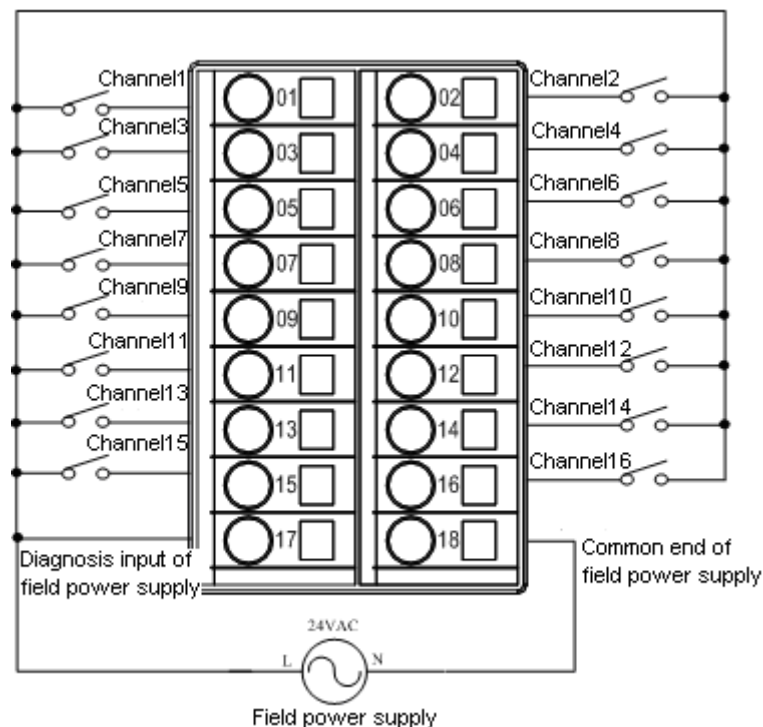 Channel1
01
02
Channel2
Channel3
03
04
Channel4
Channel5
05
06
Channel6
Channel7
07
08
Channel8
Channel9
09
10
Channel10
Channel11
11
12
Channel12
Channel13
13
14
Channel14
Channel15
15
16
Channel16
17
18
Diagnosis input of
field power supply
Common end of
field power supply
24VAC
L
N
Field power supply